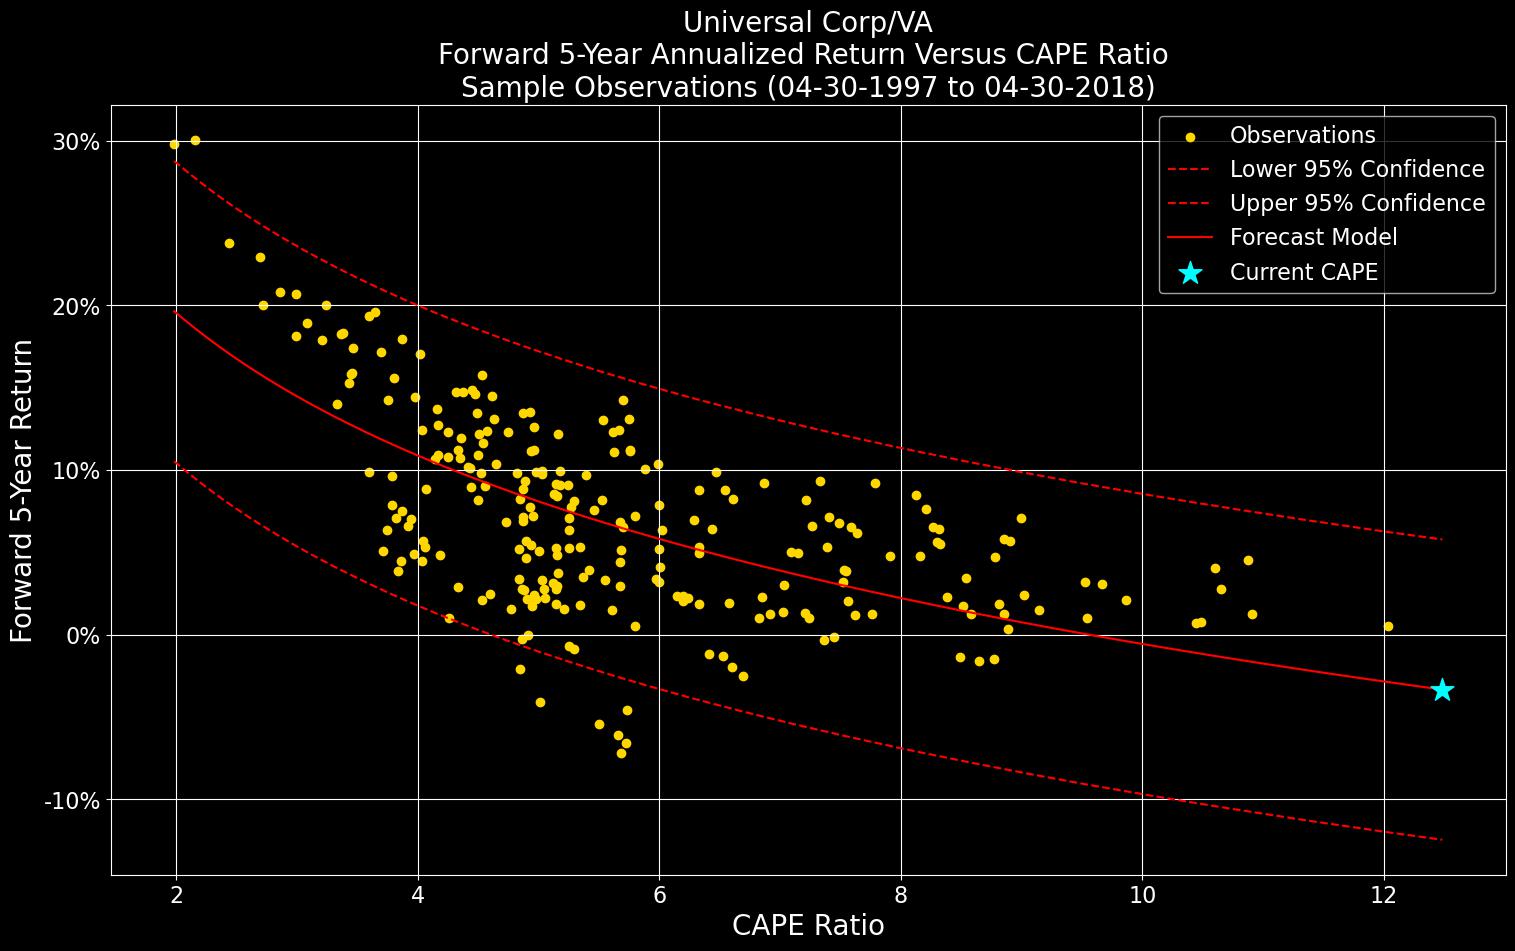 Universal Corp/VA
Forward 5-Year Annualized Return Versus CAPE Ratio
Sample Observations (04-30-1997 to 04-30-2018)
Observations
Lower 95% Confidence
Upper 95% Confidence
Forecast Model
Current CAPE
Forward 5-Year Return
30%
20%
10%
0%
-10%
2 4 6 8 10 12
CAPE Ratio